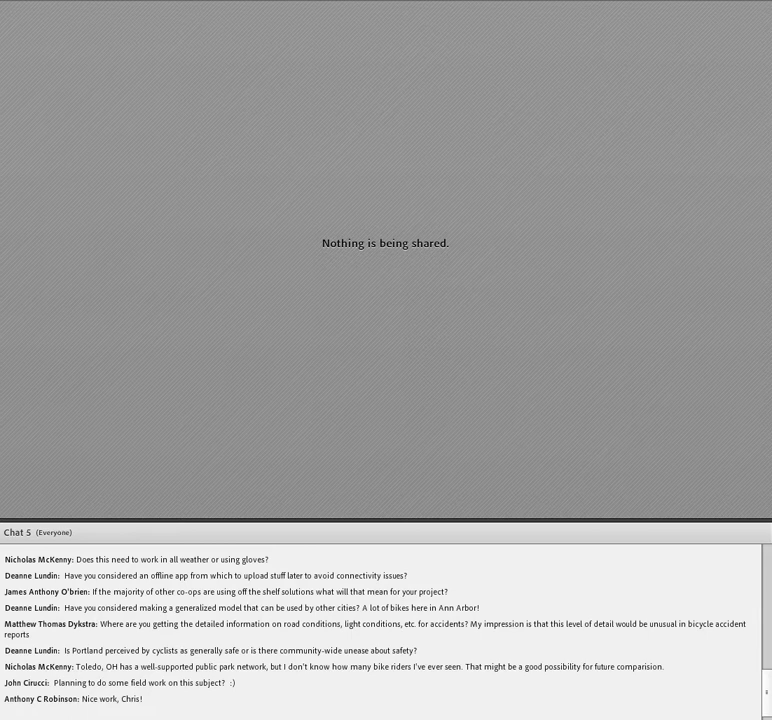 Nothing is being shared.
Chat 5 (Everyone)
Nicholas McKenny: Does this need to work in all weather or using gloves?
Deanne Lundin: Have you considered an offline app from which to upload stuff later to avoid connectivity issues?
James Anthony O'brien: If the majority of other co-ops are using off the shelf solutions what will that mean for your project?
Deanne Lundin: Have you considered making a generalized model that can be used by other cities? A lot of bikes here in Ann Arbor!
Matthew Thomas Dykstra: Where are you getting the detailed information on road conditions, light conditions, etc. for accidents? My impression is that this level of detail would be unusual in bicycle accident
reports
Deanne Lundin: Is Portland perceived by cyclists as generally safe or is there community-wide unease about safety?
Nicholas McKenny: Toledo, OH has a well-supported public park network, but I don't know how many bike riders I've ever seen. That might be a good possibility for future comparision.
John Cirucci: Planning to do some field work on this subject? :)
Anthony C Robinson: Nice work, Chris!